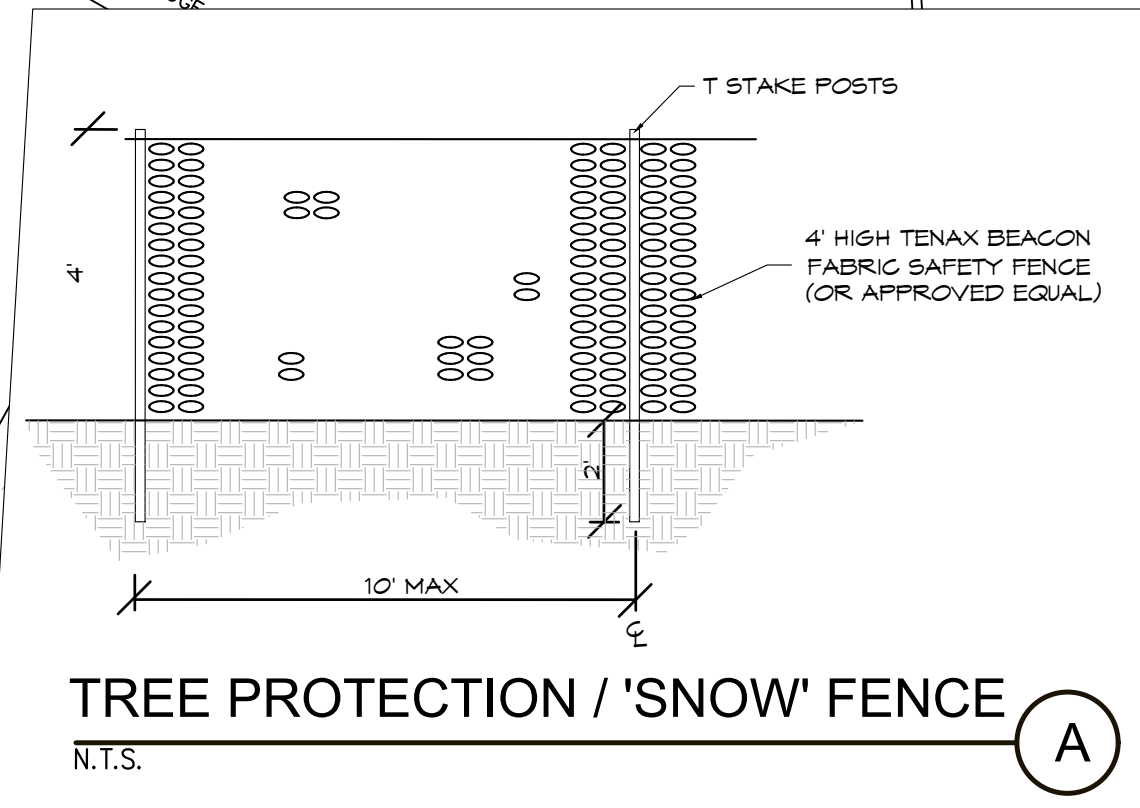 T STAKE POSTS
4'
4' HIGH TENAX BEACON
FABRIC SAFETY FENCE
(OR APPROVED EQUAL)
2'
10' MAX
℄
TREE PROTECTION / 'SNOW' FENCE
A
N.T.S.